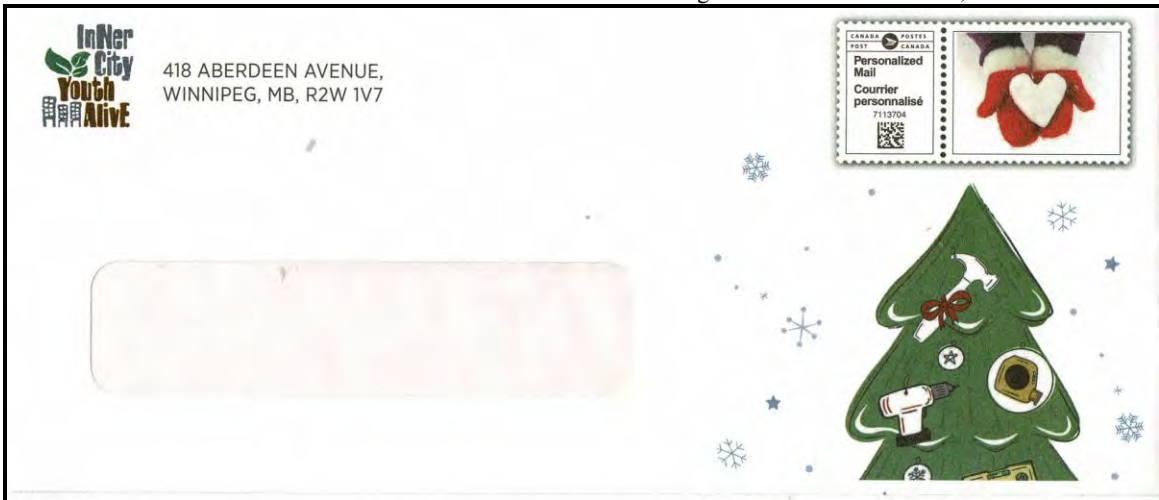 InNer
City
Youth
AlivE
418 ABERDEEN AVENUE,
WINNIPEG, MB, R2W 1V7
CANADA POSTES
POST CANADA
Personalized
Mail
Courrier
personnalisé
7113704